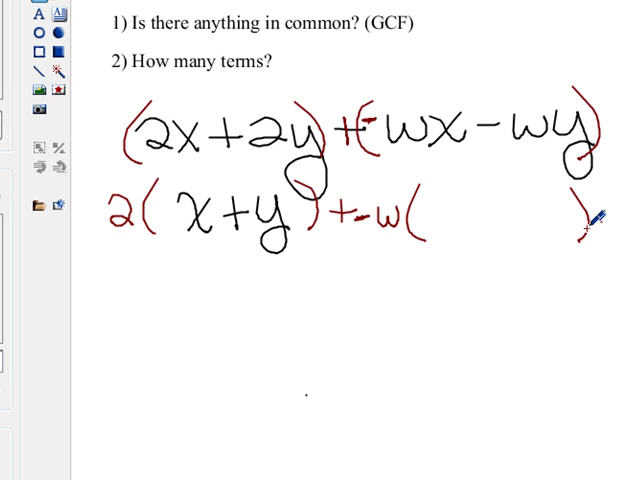 1) Is there anything in common? (GCF)
2) How many terms?
(2x+2y)+(-wx-wy)
2(x+y)+-w( )